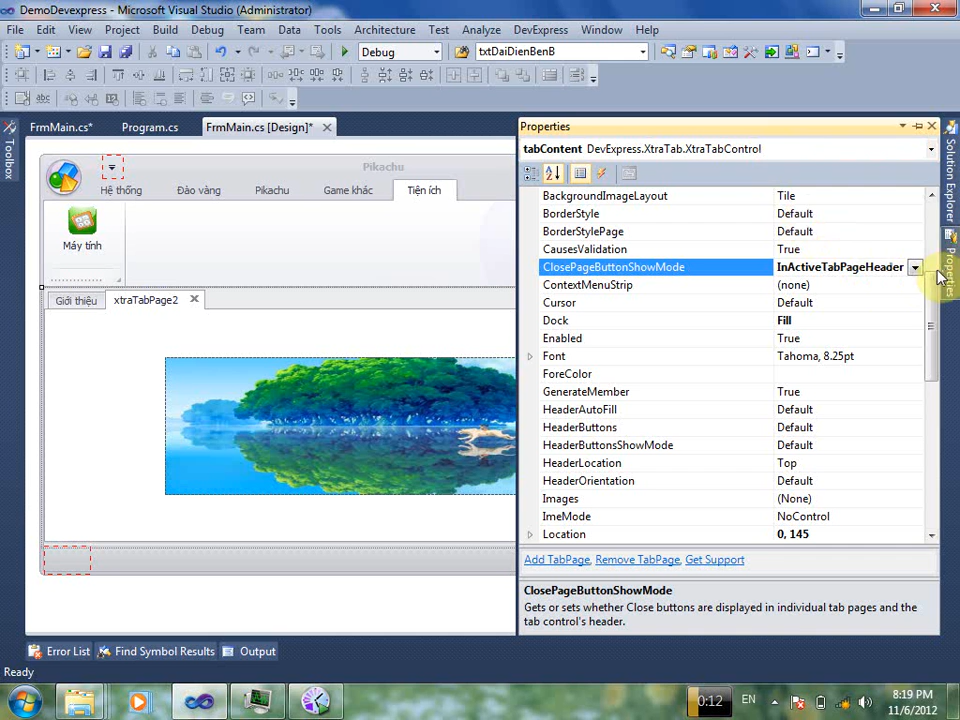 DemoDevexpress - Microsoft Visual Studio (Administrator)
File Edit View Project Build Debug Team Data Tools Architecture Test Analyze DevExpress Window Help
Debug txtDaiDienBenB
FrmMain.cs* Program.cs FrmMain.cs [Design]*
Toolbox
Pikachu
Hệ thống Đào vàng Pikachu Game khác Tiện ích
Máy tính
Giới thiệu xtraTabPage2
Properties
tabContent DevExpress.XtraTab.XtraTabControl
BackgroundImageLayout Tile
BorderStyle Default
BorderStylePage Default
CausesValidation True
ClosePageButtonShowMode InActiveTabPageHeader
ContextMenuStrip (none)
Cursor Default
Dock Fill
Enabled True
Font Tahoma, 8.25pt
ForeColor
GenerateMember True
HeaderAutoFill Default
HeaderButtons Default
HeaderButtonsShowMode Default
HeaderLocation Top
HeaderOrientation Default
Images (None)
ImeMode NoControl
Location 0, 145
Add TabPage, Remove TabPage, Get Support
ClosePageButtonShowMode
Gets or sets whether Close buttons are displayed in individual tab pages and the
tab control's header.
Solution Explorer
Properties
Error List Find Symbol Results Output
Ready
0:12 EN 8:19 PM
11/6/2012